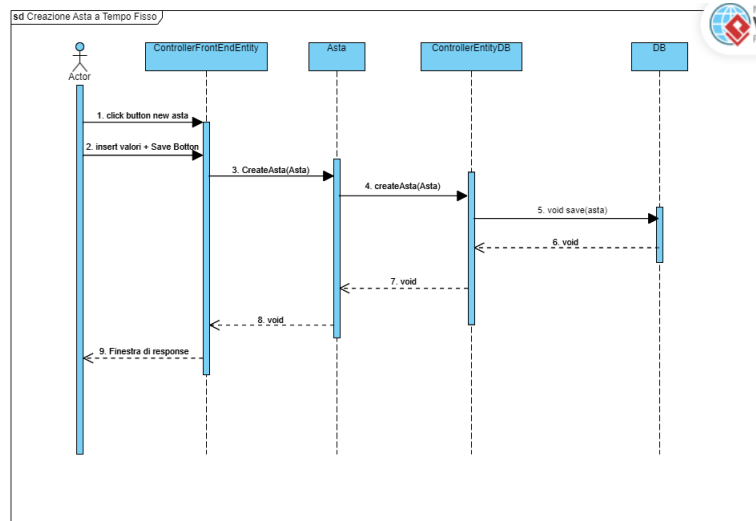 sd Creazione Asta a Tempo Fisso
ControllerFrontEndEntity
Asta
ControllerEntityDB
DB
Actor
1. click button new asta
2. insert valori + Save Botton
3. CreateAsta(Asta)
4. createAsta(Asta)
5. void save(asta)
6. void
7. void
8. void
9. Finestra di response